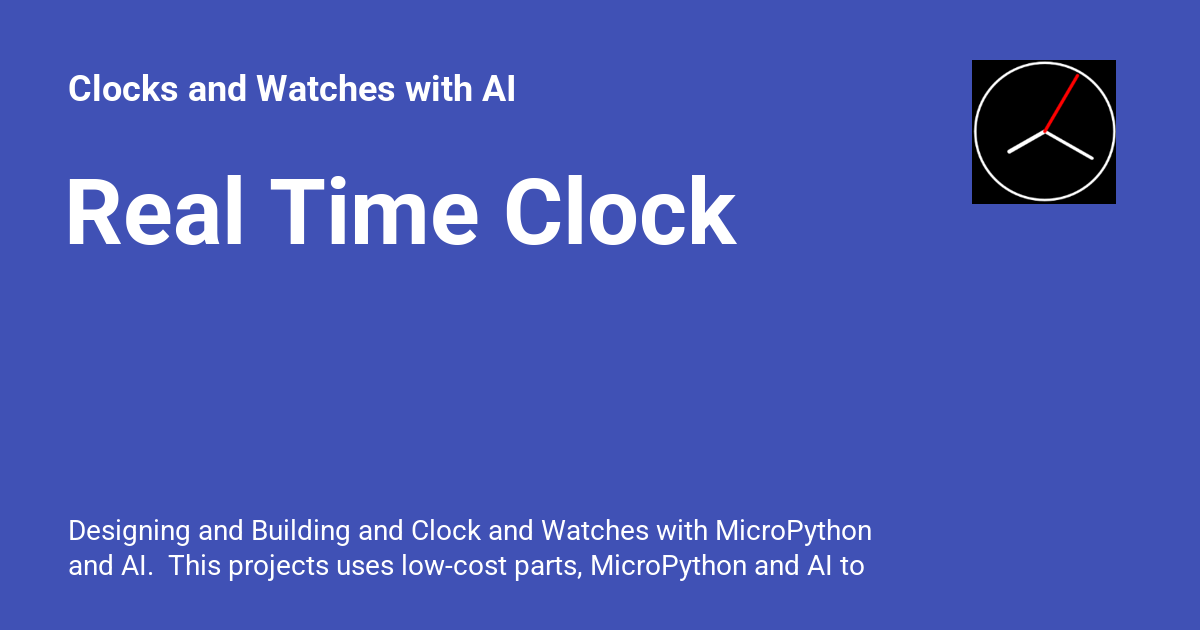 Clocks and Watches with AI
Real Time Clock
Designing and Building and Clock and Watches with MicroPython
and AI.  This projects uses low-cost parts, MicroPython and AI to